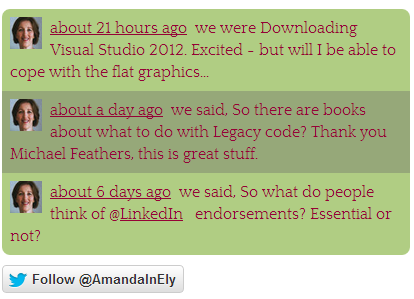 about 21 hours ago we were Downloading
Visual Studio 2012. Excited - but will I be able to
cope with the flat graphics...
about a day ago we said, So there are books
about what to do with Legacy code? Thank you
Michael Feathers, this is great stuff.
about 6 days ago we said, So what do people
think of @LinkedIn endorsements? Essential or
not?
Follow @AmandaInEly